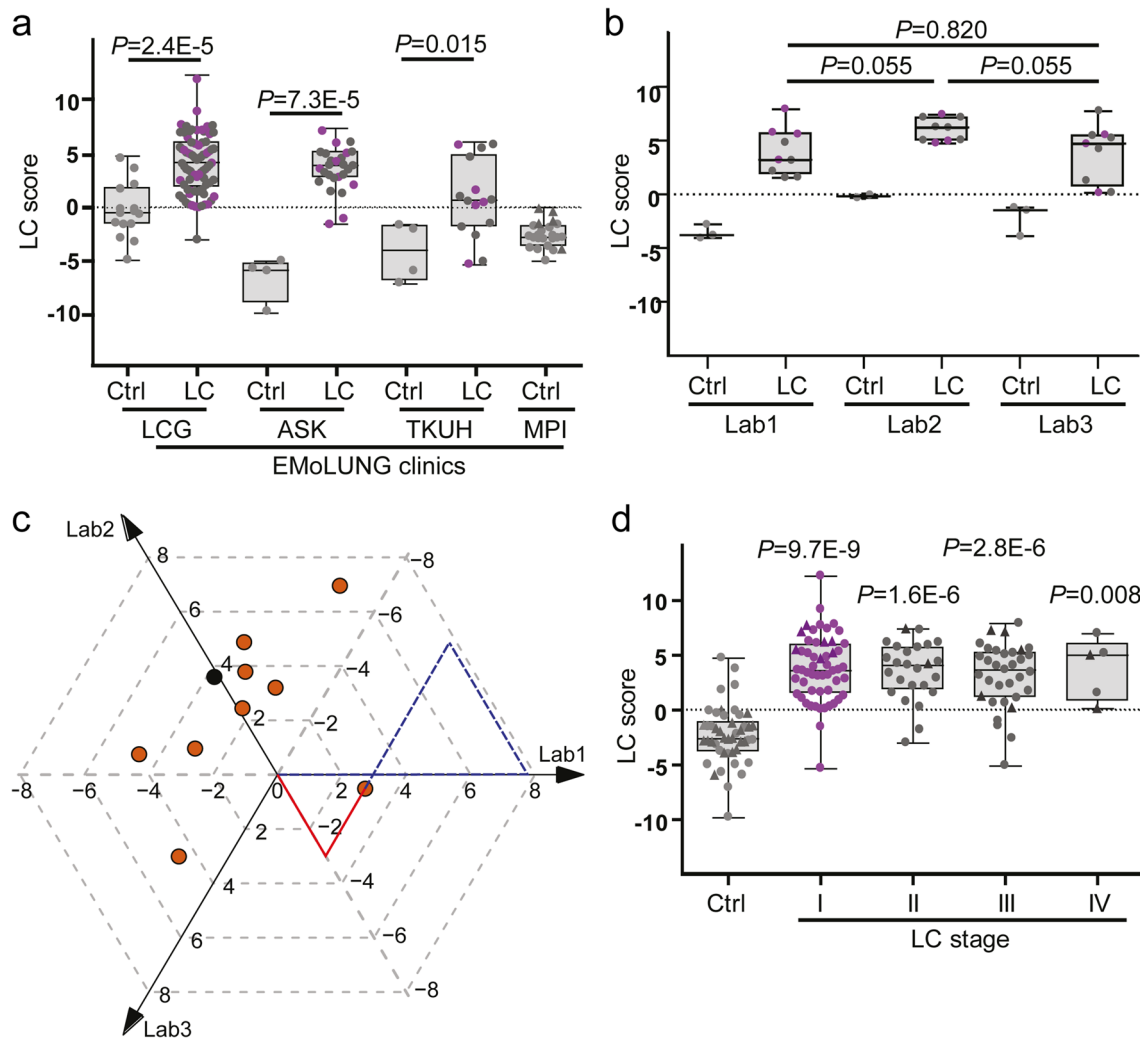 a
P=2.4E-5
P=0.015
P=7.3E-5
10
5
0
-5
-10
LC score
Ctrl LC Ctrl LC Ctrl LC Ctrl
LCG ASK TKUH MPI
EMoLUNG clinics
b
P=0.820
P=0.055 P=0.055
10
5
0
-5
-10
LC score
Ctrl LC Ctrl LC Ctrl LC
Lab1 Lab2 Lab3
c
Lab2
8 −8
6 −6
4 −4
2 −2
Lab1
-8 -6 -4 -2 0 2 4 6 8
2 −2
4 −4
6 −6
8 −8
Lab3
d
P=9.7E-9 P=2.8E-6
P=1.6E-6 P=0.008
10
5
0
-5
-10
LC score
Ctrl I II III IV
LC stage